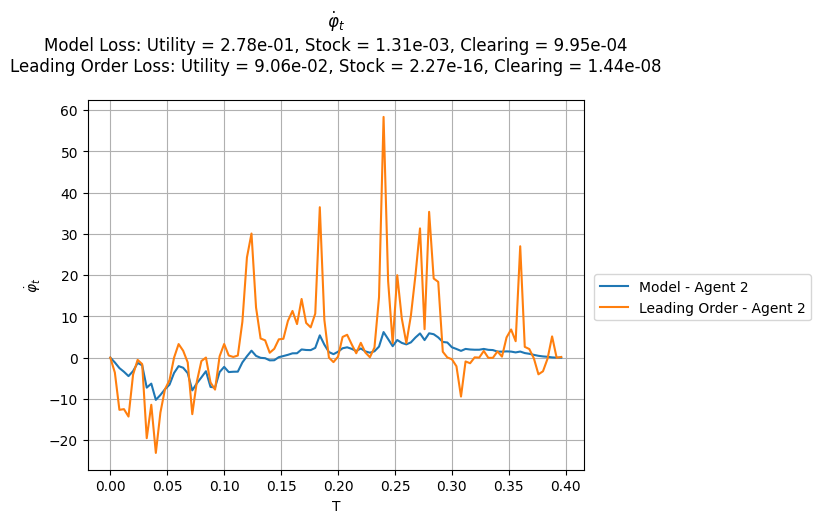 φ̇ₜ
Model Loss: Utility = 2.78e-01, Stock = 1.31e-03, Clearing = 9.95e-04
Leading Order Loss: Utility = 9.06e-02, Stock = 2.27e-16, Clearing = 1.44e-08
60
50
40
30
20
10
0
−10
−20
φ̇ₜ
0.00 0.05 0.10 0.15 0.20 0.25 0.30 0.35 0.40
T
Model - Agent 2
Leading Order - Agent 2